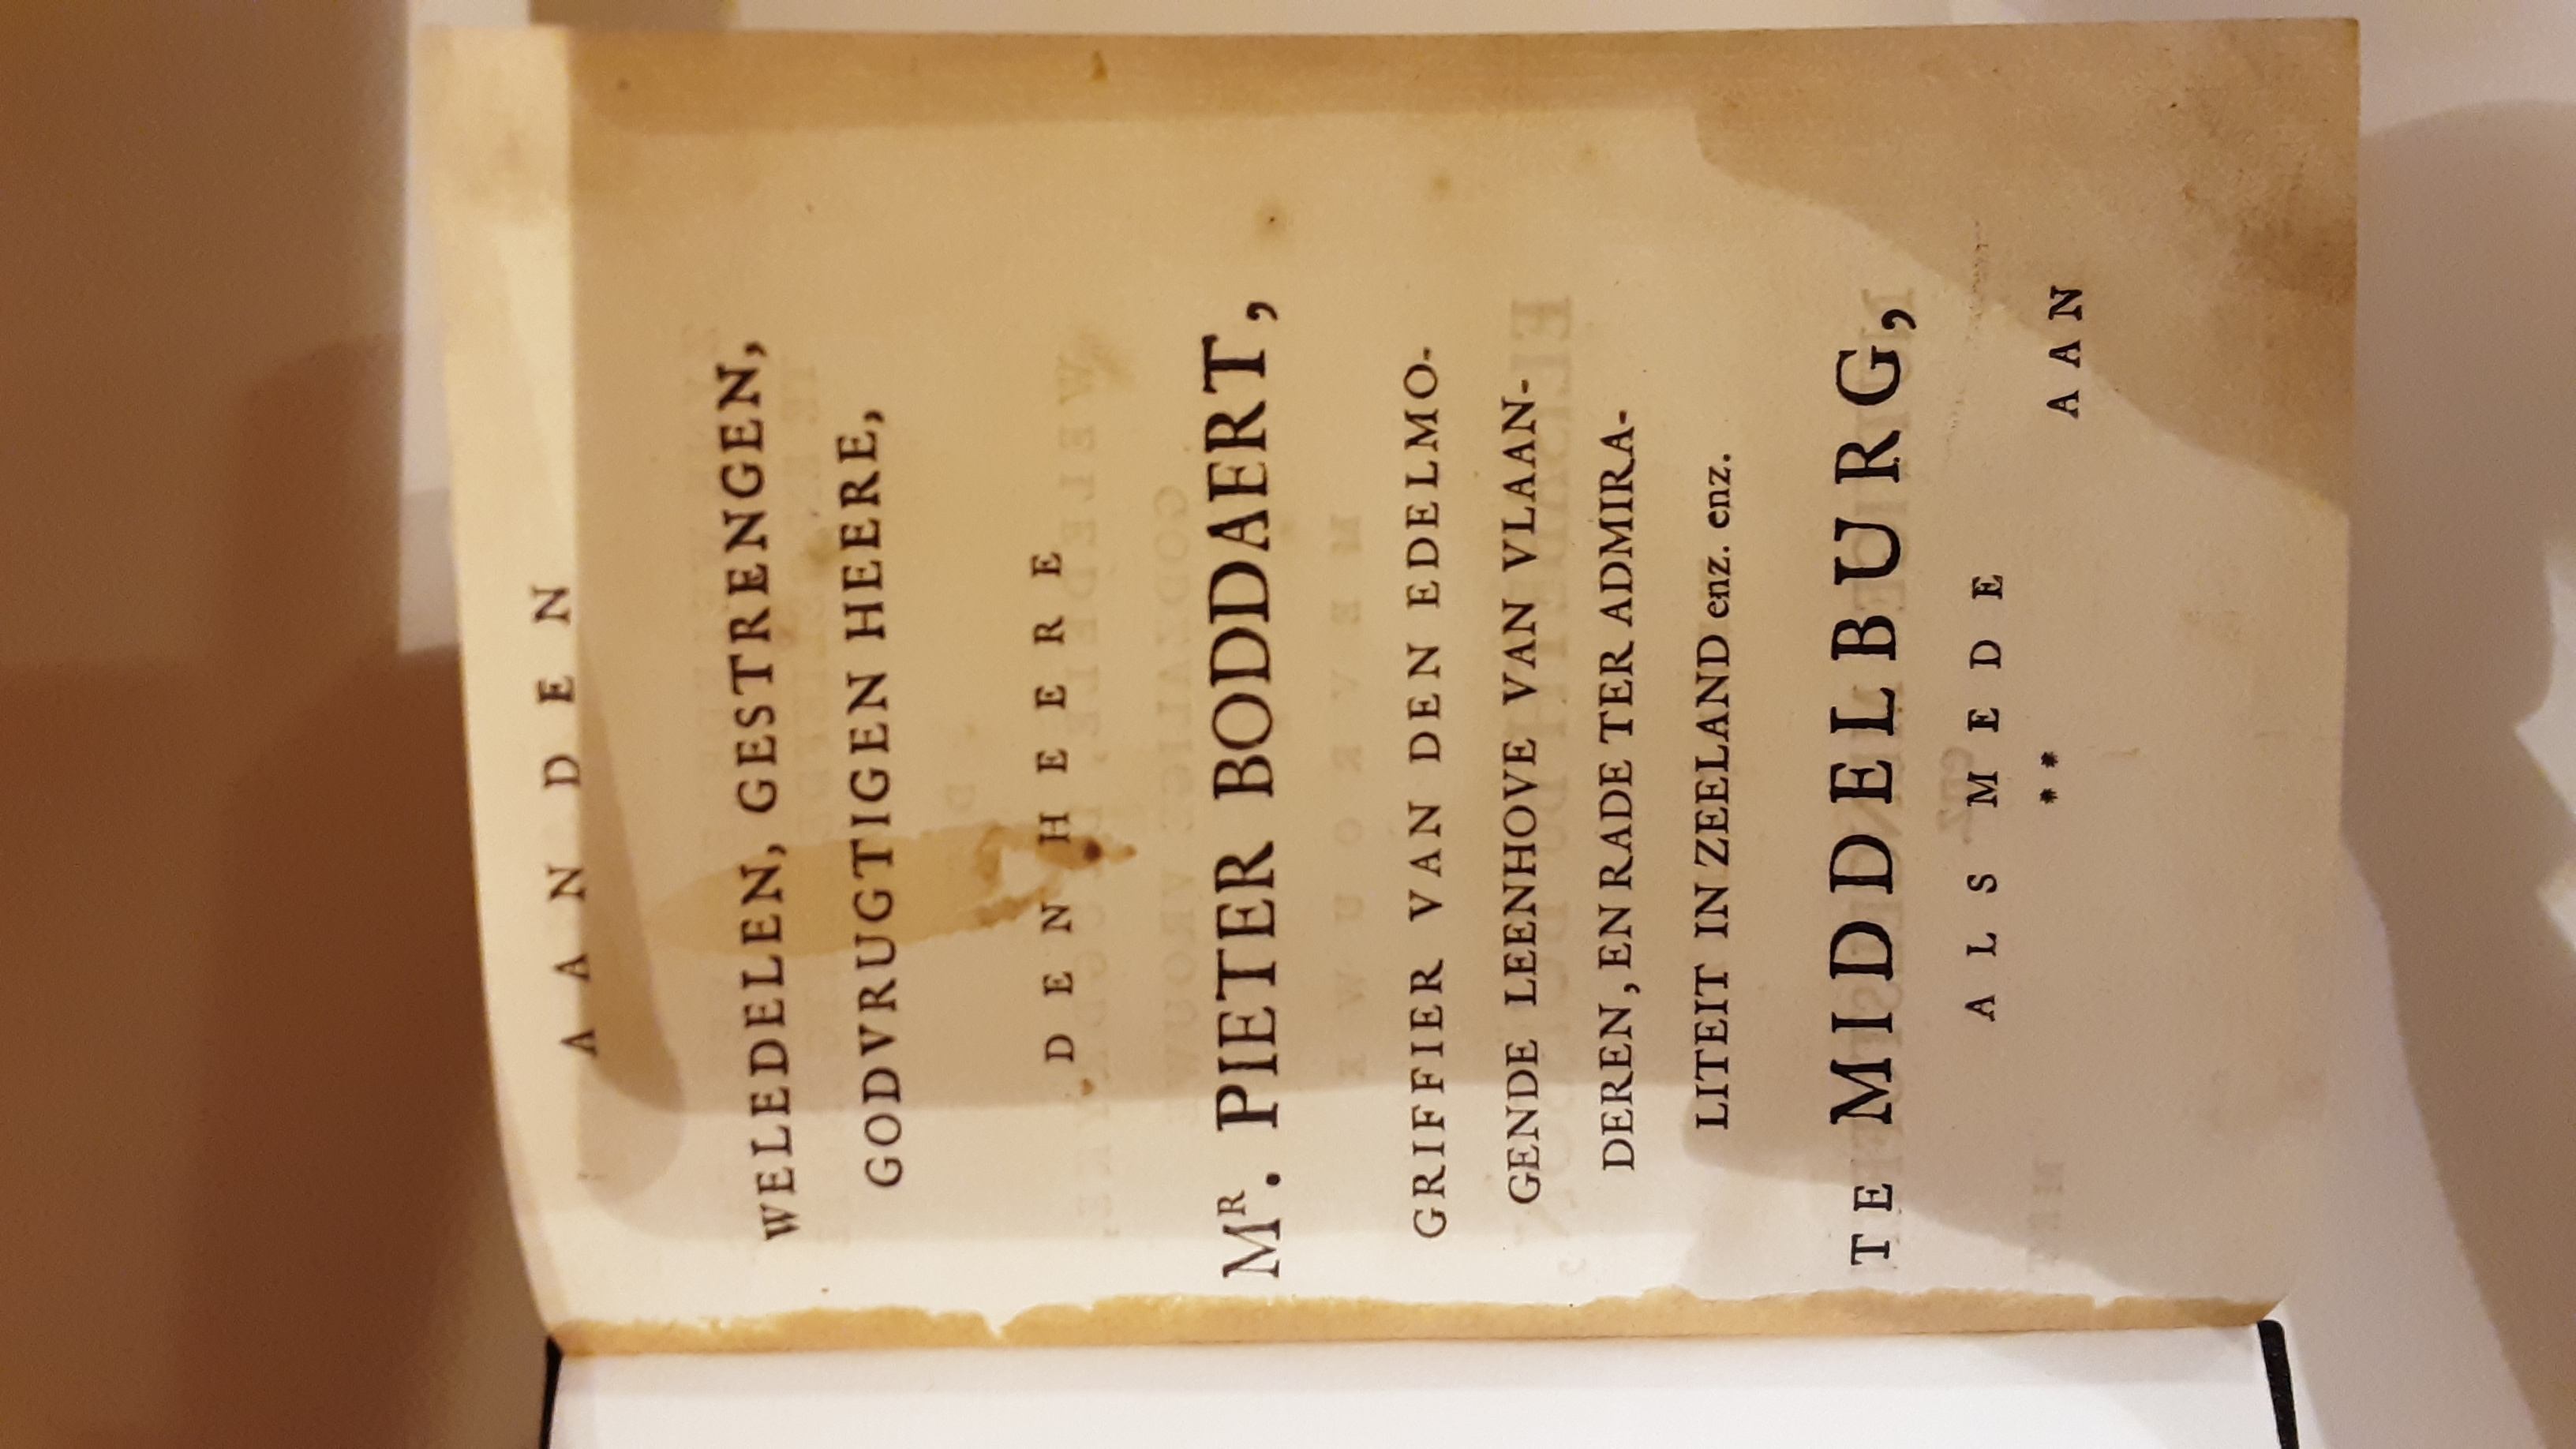 AAN DEN
WELEDELEN, GESTRENGEN,
GODVRUGTIGEN HEERE,
DEN HEERE
MR. PIETER BODDAERT,
GRIFFIER VAN DEN EDELMO-
GENDE LEENHOVE VAN VLAAN-
DEREN, EN RADE TER ADMIRA-
LITEIT IN ZEELAND enz. enz.
TE MIDDELBURG,
ALS MEDE
** AAN